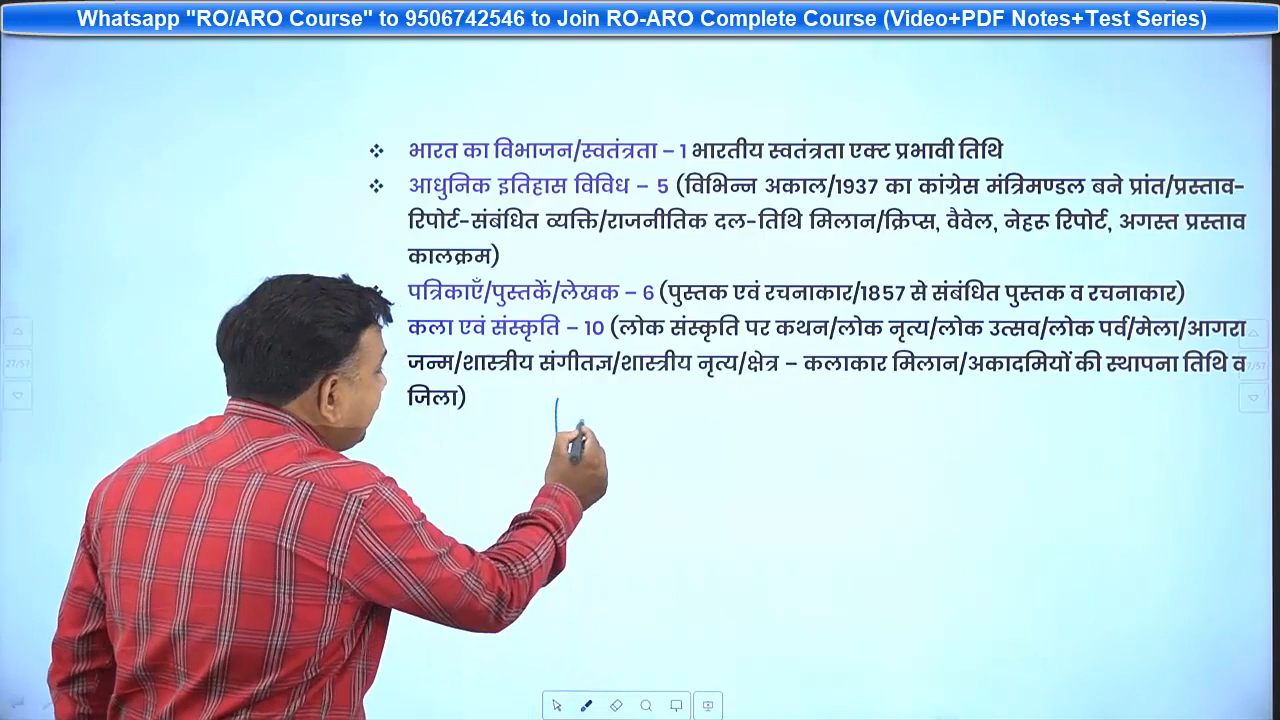 Whatsapp "RO/ARO Course" to 9506742546 to Join RO-ARO Complete Course (Video+PDF Notes+Test Series)
❖ भारत का विभाजन/स्वतंत्रता – 1 भारतीय स्वतंत्रता एक्ट प्रभावी तिथि
❖ आधुनिक इतिहास विविध – 5 (विभिन्न अकाल/1937 का कांग्रेस मंत्रिमण्डल बने प्रांत/प्रस्ताव-
रिपोर्ट-संबंधित व्यक्ति/राजनीतिक दल-तिथि मिलान/क्रिप्स, वैवेल, नेहरू रिपोर्ट, अगस्त प्रस्ताव
कालक्रम)
पत्रिकाएँ/पुस्तकें/लेखक – 6 (पुस्तक एवं रचनाकार/1857 से संबंधित पुस्तक व रचनाकार)
कला एवं संस्कृति – 10 (लोक संस्कृति पर कथन/लोक नृत्य/लोक उत्सव/लोक पर्व/मेला/आगरा
जन्म/शास्त्रीय संगीतज्ञ/शास्त्रीय नृत्य/क्षेत्र – कलाकार मिलान/अकादमियों की स्थापना तिथि व
जिला)
27/57